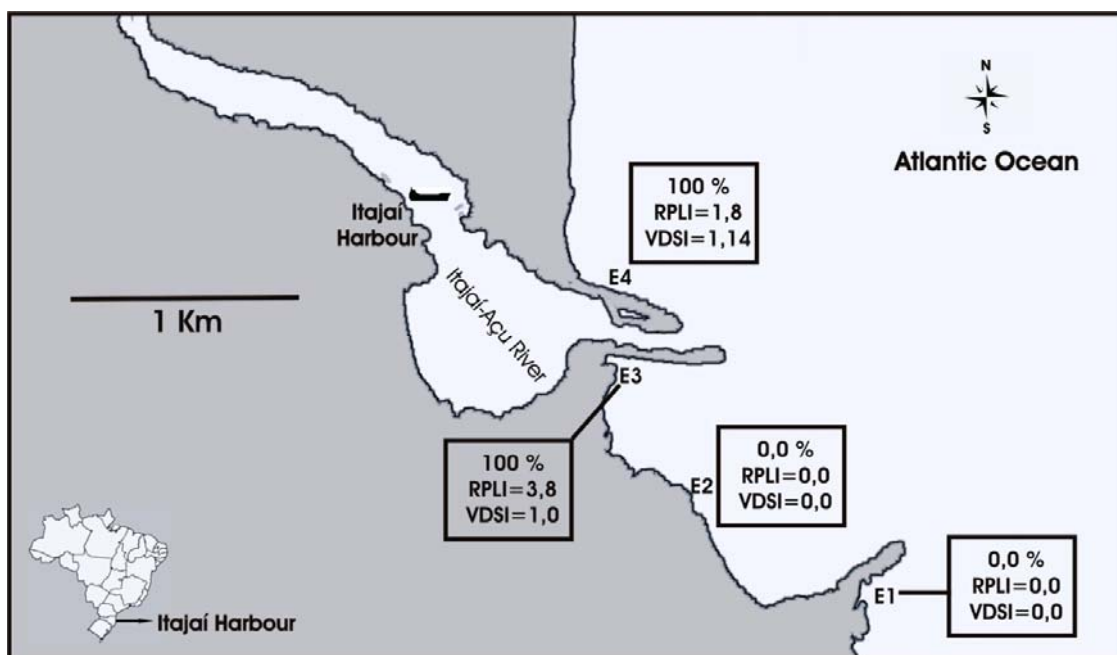 N
S
Atlantic Ocean
100 %
RPLI=1,8
VDSI=1,14
Itajaí
Harbour
E4
Itajaí-Açu River
1 Km
E3
100 %
RPLI=3,8
VDSI=1,0
0,0 %
RPLI=0,0
VDSI=0,0
E2
0,0 %
RPLI=0,0
VDSI=0,0
E1
Itajaí Harbour